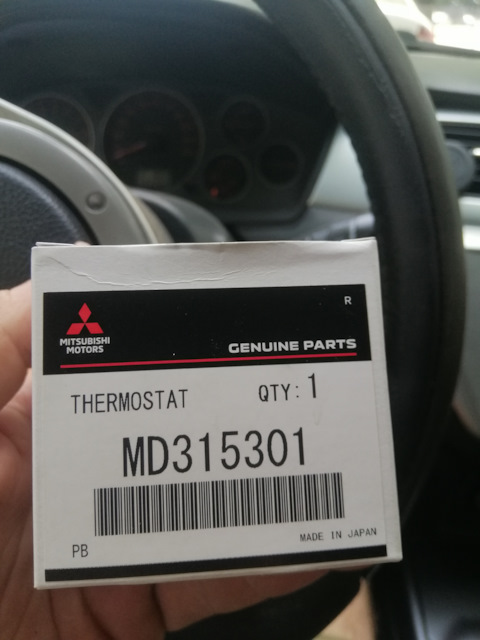 R
MITSUBISHI
MOTORS
GENUINE PARTS
THERMOSTAT QTY: 1
MD315301
PB MADE IN JAPAN